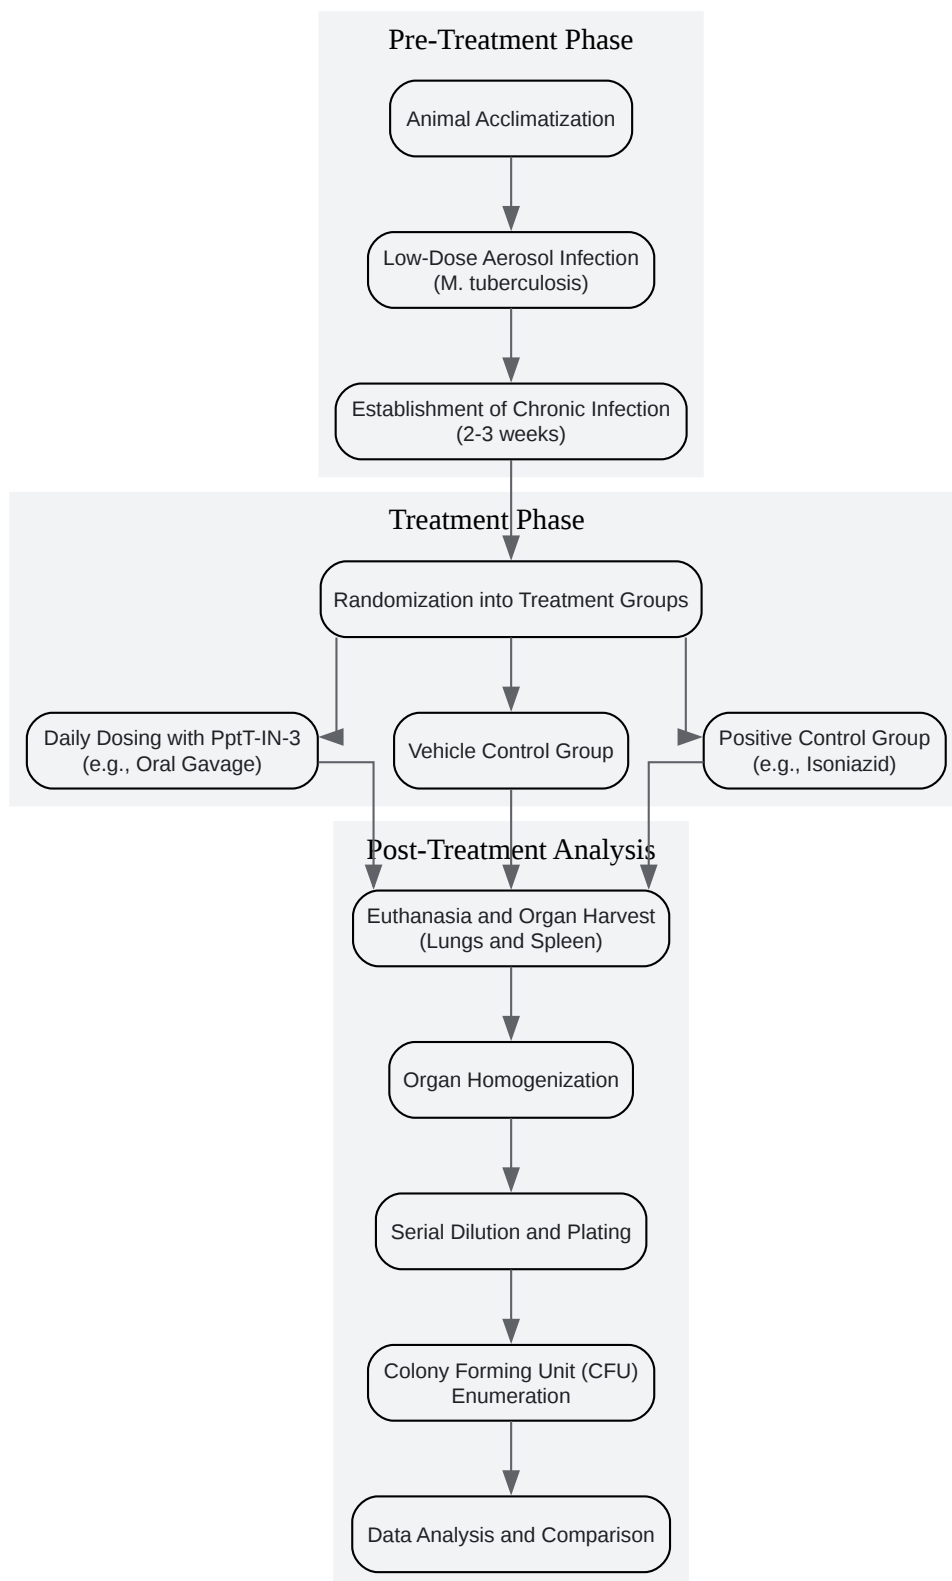 Pre-Treatment Phase
Animal Acclimatization
Low-Dose Aerosol Infection
(M. tuberculosis)
Establishment of Chronic Infection
(2-3 weeks)
Treatment Phase
Randomization into Treatment Groups
Daily Dosing with PptT-IN-3
(e.g., Oral Gavage)
Vehicle Control Group
Positive Control Group
(e.g., Isoniazid)
Post-Treatment Analysis
Euthanasia and Organ Harvest
(Lungs and Spleen)
Organ Homogenization
Serial Dilution and Plating
Colony Forming Unit (CFU)
Enumeration
Data Analysis and Comparison